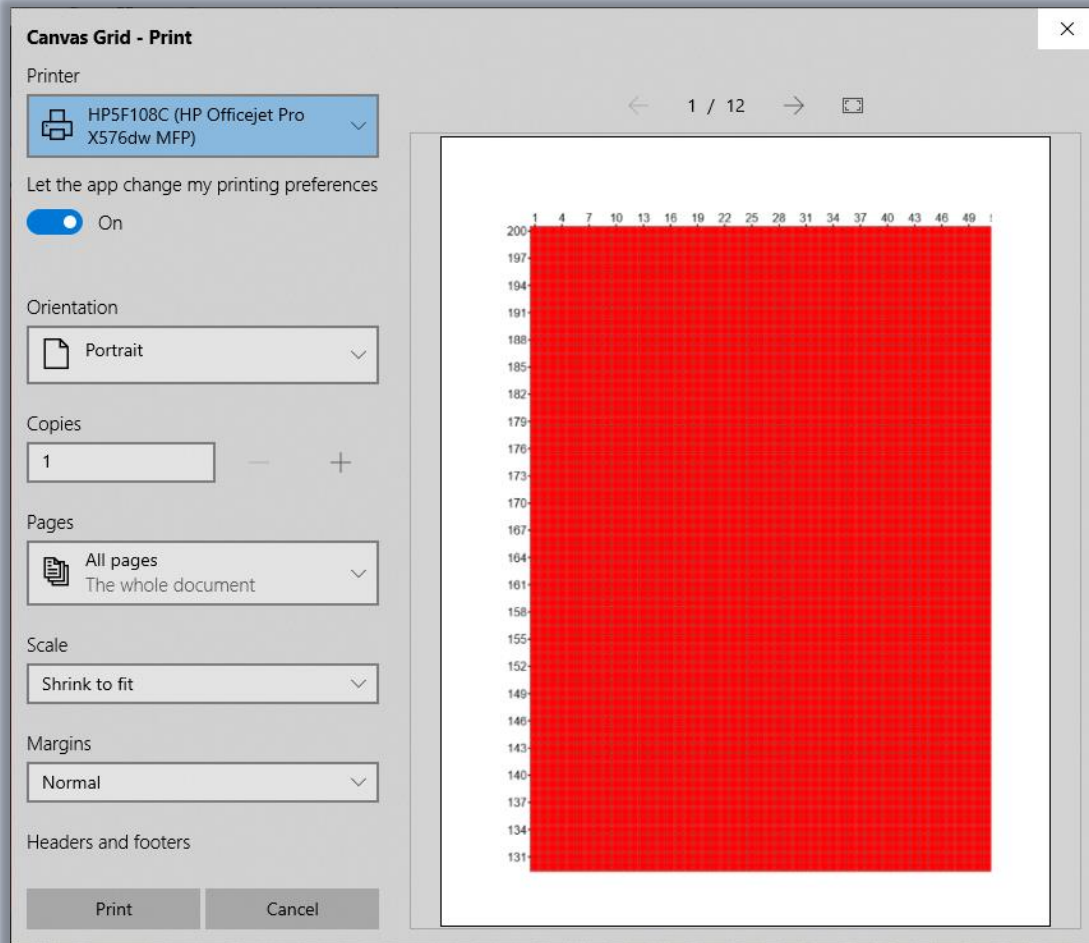 Canvas Grid - Print
Printer
HP5F108C (HP Officejet Pro
X576dw MFP)
Let the app change my printing preferences
On
Orientation
Portrait
Copies
1
Pages
All pages
The whole document
Scale
Shrink to fit
Margins
Normal
Headers and footers
Print Cancel
1 / 12
1 4 7 10 13 16 19 22 25 28 31 34 37 40 43 46 49
200
197
194
191
188
185
182
179
176
173
170
167
164
161
158
155
152
149
146
143
140
137
134
131